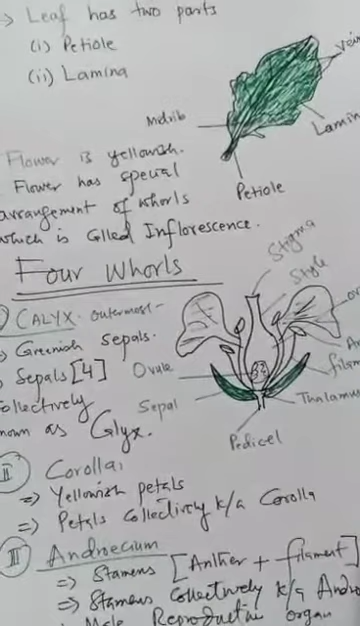 → Leaf has two parts
(i) Petiole
(ii) Lamina
Midrib
Lamina
Petiole
Flower is yellowish.
Flower has special
arrangement of whorls
which is Called Inflorescence.
Stigma
Style
Four Whorls
CALYX. Outermost-
Greenish Sepals.
Sepals [4]
Collectively
known as Calyx.
Ovule
Sepal
Thalamus
Pedicel
II Corolla:
⇒ Yellowish petals
⇒ Petals Collectively k/a Corolla
III Androecium
⇒ Stamens [Anther + filament]
⇒ Stamens Collectively k/a Andro
Male Reproductive organ